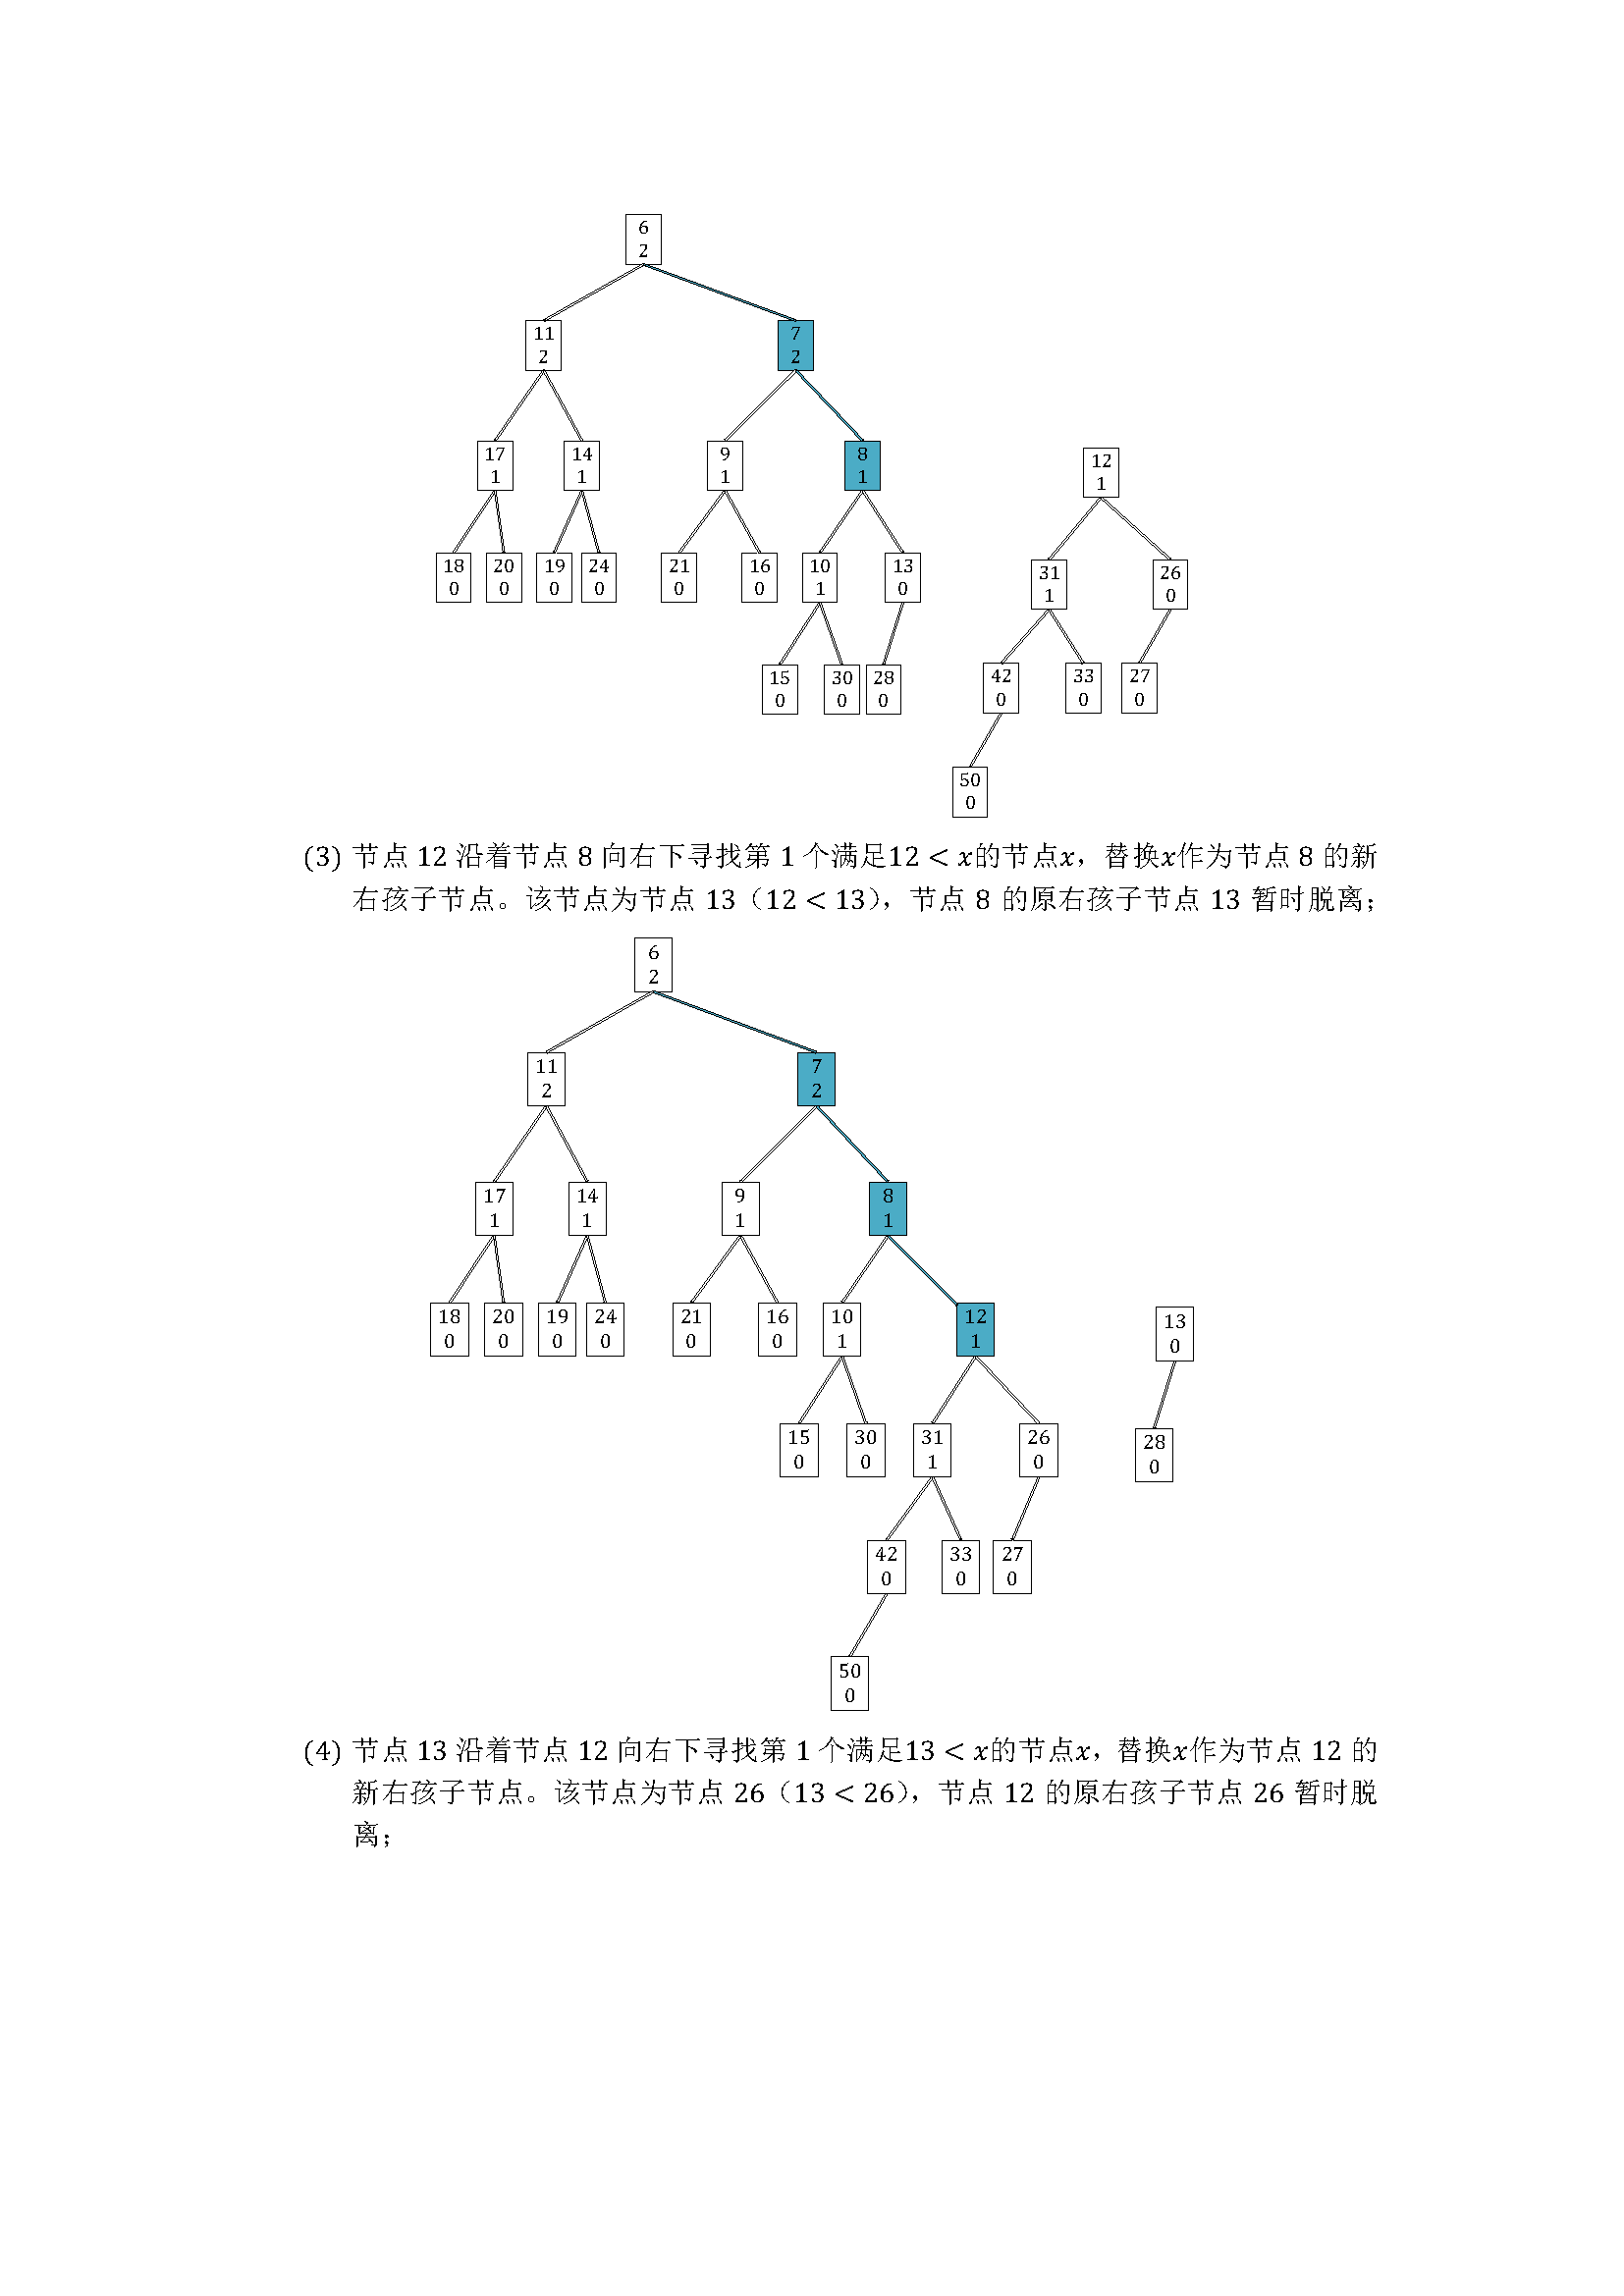 6
2
11 7
2 2
17 14 9 8 12
1 1 1 1 1
18 20 19 24 21 16 10 13 31 26
0 0 0 0 0 0 1 0 1 0
15 30 28 42 33 27
0 0 0 0 0 0
50
0
(3) 节点 12 沿着节点 8 向右下寻找第 1 个满足12 < x的节点x，替换x作为节点 8 的新
右孩子节点。该节点为节点 13（12 < 13），节点 8 的原右孩子节点 13 暂时脱离；
6
2
11 7
2 2
17 14 9 8
1 1 1 1
18 20 19 24 21 16 10 12 13
0 0 0 0 0 0 1 1 0
15 30 31 26 28
0 0 1 0 0
42 33 27
0 0 0
50
0
(4) 节点 13 沿着节点 12 向右下寻找第 1 个满足13 < x的节点x，替换x作为节点 12 的
新右孩子节点。该节点为节点 26（13 < 26），节点 12 的原右孩子节点 26 暂时脱
离；